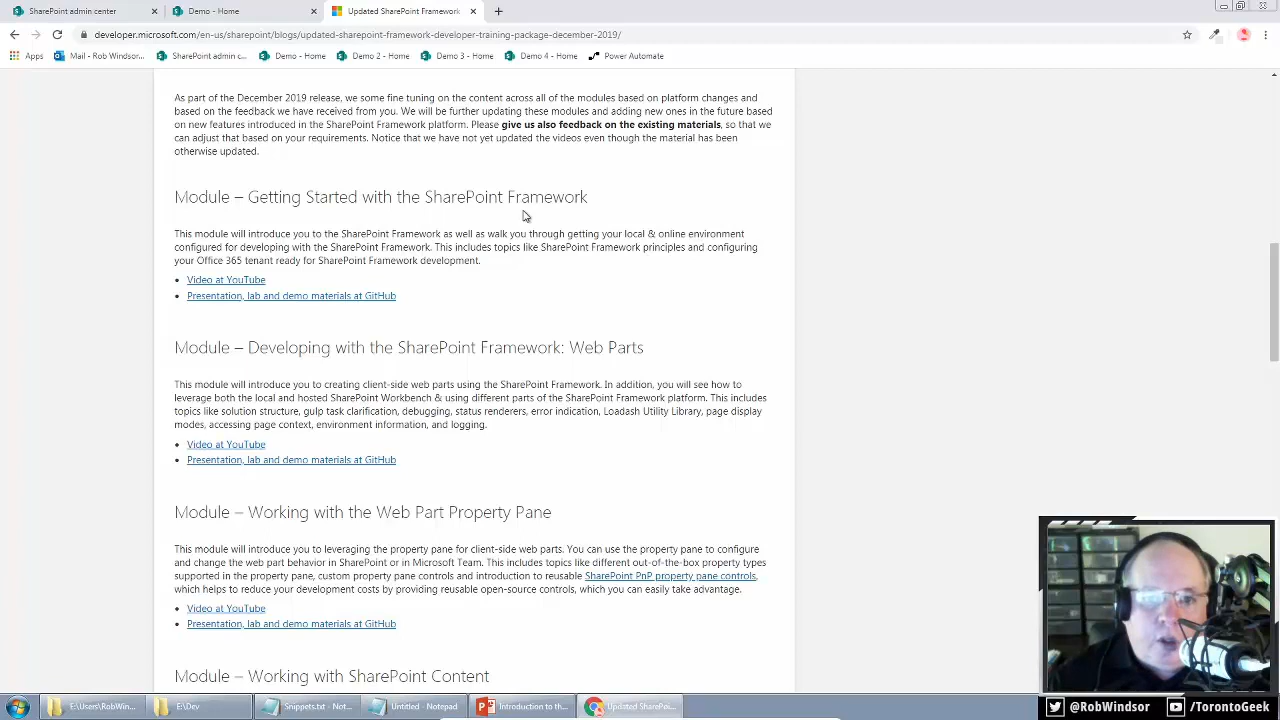 SharePoint admin center
Demo - Home
Updated SharePoint Framework
developer.microsoft.com/en-us/sharepoint/blogs/updated-sharepoint-framework-developer-training-package-december-2019/
Apps
Mail - Rob Windsor...
SharePoint admin c...
Demo - Home
Demo 2 - Home
Demo 3 - Home
Demo 4 - Home
Power Automate
As part of the December 2019 release, we some fine tuning on the content across all of the modules based on platform changes and
based on the feedback we have received from you. We will be further updating these modules and adding new ones in the future based
on new features introduced in the SharePoint Framework platform. Please give us also feedback on the existing materials, so that we
can adjust that based on your requirements. Notice that we have not yet updated the videos even though the material has been
otherwise updated.
Module – Getting Started with the SharePoint Framework
This module will introduce you to the SharePoint Framework as well as walk you through getting your local & online environment
configured for developing with the SharePoint Framework. This includes topics like SharePoint Framework principles and configuring
your Office 365 tenant ready for SharePoint Framework development.
• Video at YouTube
• Presentation, lab and demo materials at GitHub
Module – Developing with the SharePoint Framework: Web Parts
This module will introduce you to creating client-side web parts using the SharePoint Framework. In addition, you will see how to
leverage both the local and hosted SharePoint Workbench & using different parts of the SharePoint Framework platform. This includes
topics like solution structure, gulp task clarification, debugging, status renderers, error indication, Loadash Utility Library, page display
modes, accessing page context, environment information, and logging.
• Video at YouTube
• Presentation, lab and demo materials at GitHub
Module – Working with the Web Part Property Pane
This module will introduce you to leveraging the property pane for client-side web parts. You can use the property pane to configure
and change the web part behavior in SharePoint or in Microsoft Team. This includes topics like different out-of-the-box property types
supported in the property pane, custom property pane controls and introduction to reusable SharePoint PnP property pane controls,
which helps to reduce your development costs by providing reusable open-source controls, which you can easily take advantage.
• Video at YouTube
• Presentation, lab and demo materials at GitHub
Module – Working with SharePoint Content
E:\Users\RobWin...
E:\Dev
Snippets.txt - Not...
Untitled - Notepad
Introduction to th...
Updated SharePoi...
@RobWindsor
/TorontoGeek